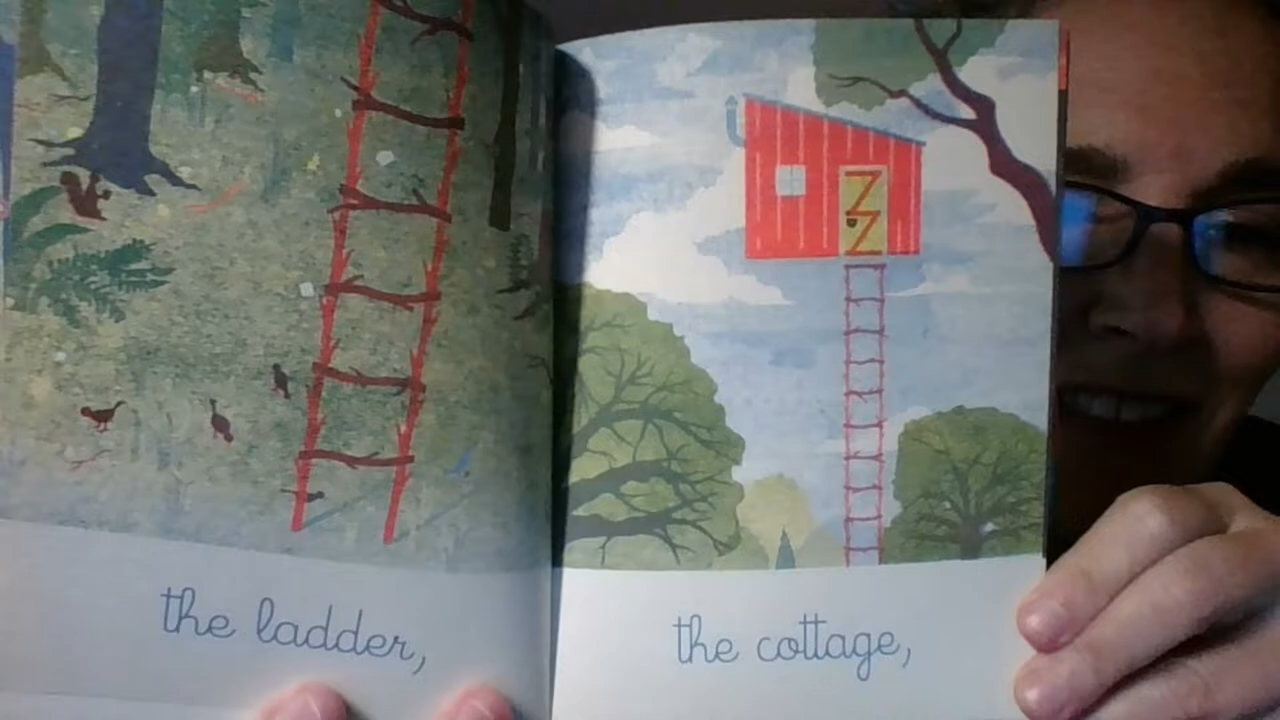 the ladder,
the cottage,